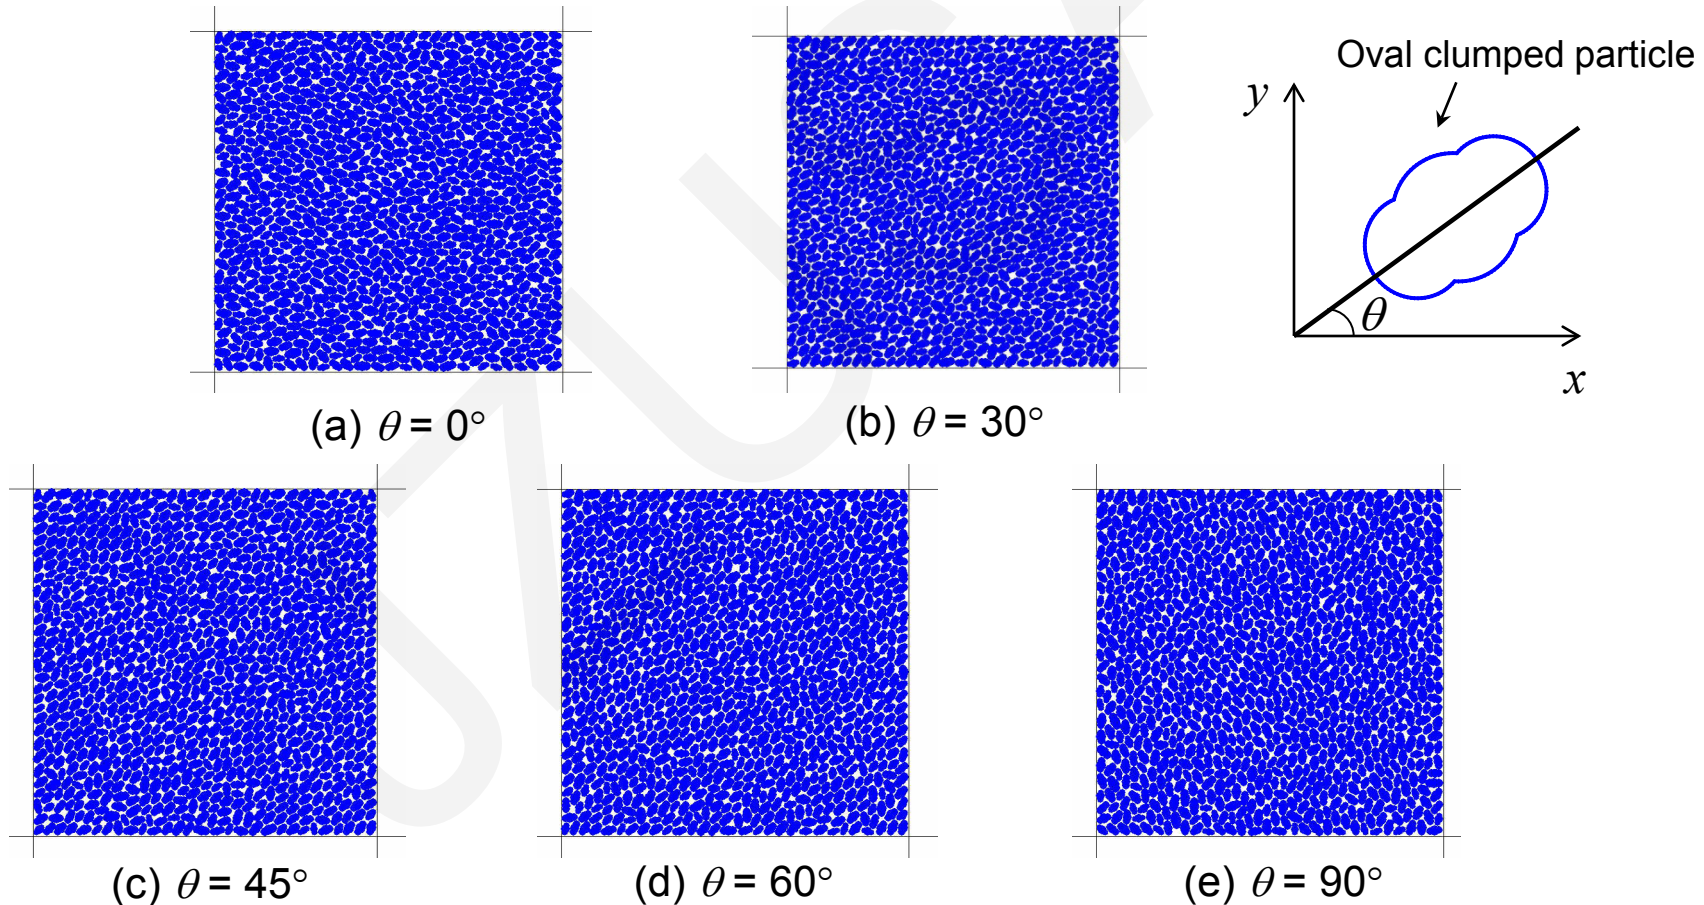 Oval clumped particle
y
θ
x
(a) θ = 0°
(b) θ = 30°
(c) θ = 45°
(d) θ = 60°
(e) θ = 90°